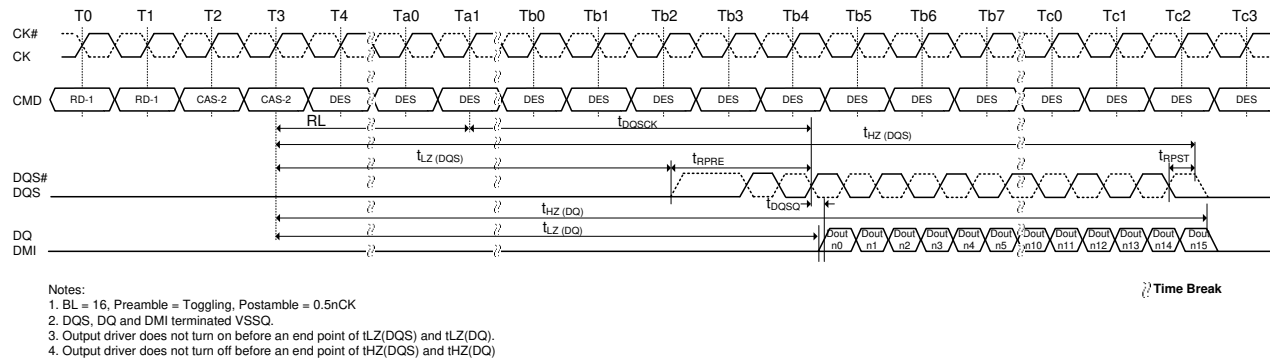 T0 T1 T2 T3 T4 Ta0 Ta1 Tb0 Tb1 Tb2 Tb3 Tb4 Tb5 Tb6 Tb7 Tc0 Tc1 Tc2 Tc3
CK#
CK
CMD RD-1 RD-1 CAS-2 CAS-2 DES DES DES DES DES DES DES DES DES DES DES DES DES DES
RL tDQSCK
tHZ (DQS)
tLZ (DQS) tRPRE tRPST
DQS#
DQS
tDQSQ
tHZ (DQ)
tLZ (DQ)
DQ
DMI
Dout n0 Dout n1 Dout n2 Dout n3 Dout n4 Dout n5 Dout n10 Dout n11 Dout n12 Dout n13 Dout n14 Dout n15
Notes:
1. BL = 16, Preamble = Toggling, Postamble = 0.5nCK
2. DQS, DQ and DMI terminated VSSQ.
3. Output driver does not turn on before an end point of tLZ(DQS) and tLZ(DQ).
4. Output driver does not turn off before an end point of tHZ(DQS) and tHZ(DQ)
Time Break